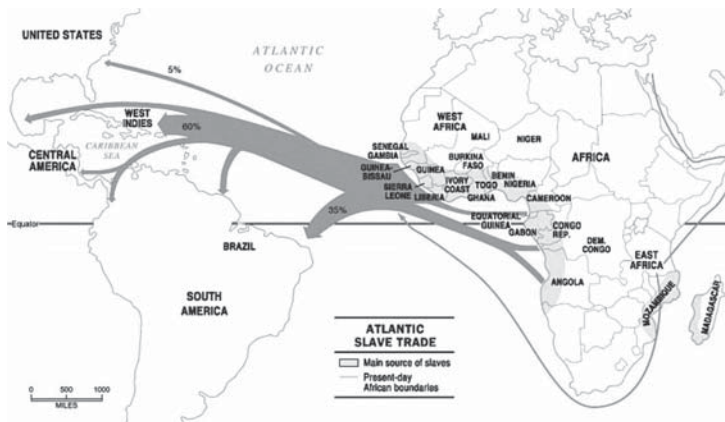 UNITED STATES
ATLANTIC
OCEAN
5%
WEST
INDIES
60%
CENTRAL
AMERICA
CARIBBEAN
SEA
WEST
AFRICA
MALI
NIGER
AFRICA
SENEGAL
GAMBIA
GUINEA-
BISSAU
GUINEA
BURKINA
FASO
BENIN
SIERRA
LEONE
IVORY
COAST
TOGO
NIGERIA
LIBERIA
GHANA
CAMEROON
35%
Equator
EQUATORIAL
GUINEA
GABON
CONGO
REP.
DEM.
CONGO
EAST
AFRICA
BRAZIL
SOUTH
AMERICA
ANGOLA
MOZAMBIQUE
MADAGASCAR
ATLANTIC
SLAVE TRADE
Main source of slaves
Present-day
African boundaries
0 500 1000
MILES